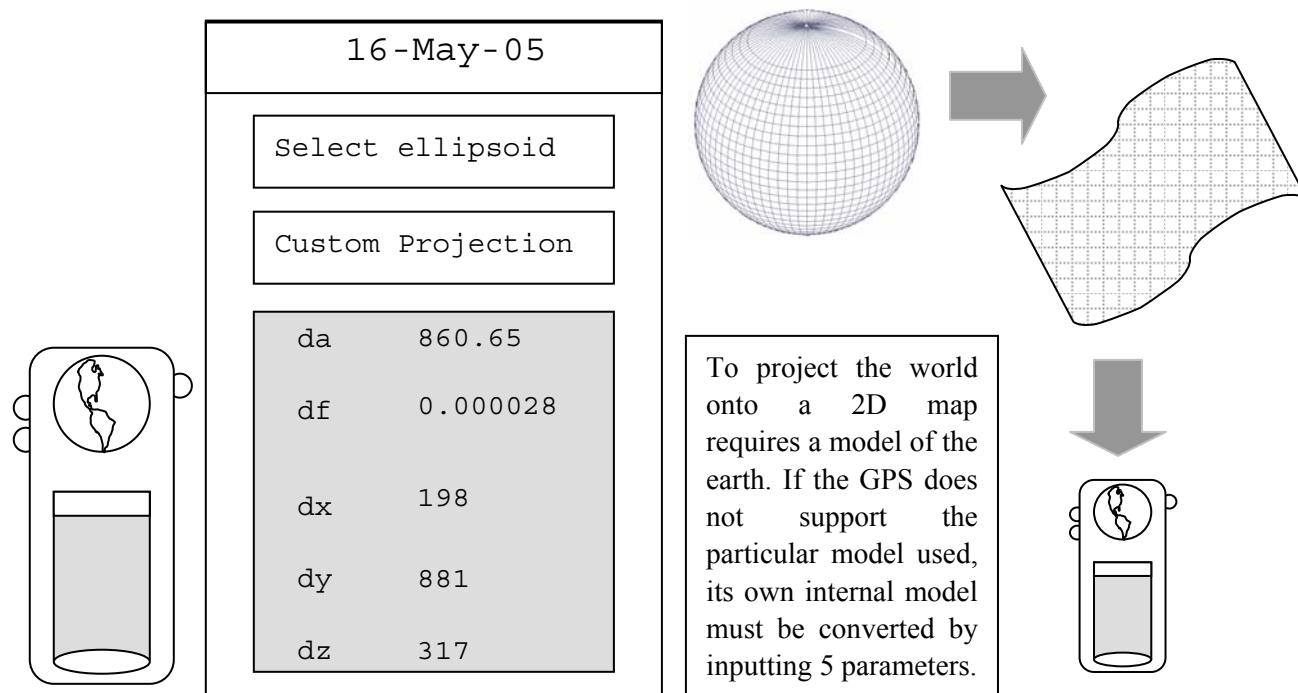 16-May-05
Select ellipsoid
Custom Projection
da 860.65
df 0.000028
dx 198
dy 881
dz 317
To project the world
onto a 2D map
requires a model of the
earth. If the GPS does
not support the
particular model used,
its own internal model
must be converted by
inputting 5 parameters.